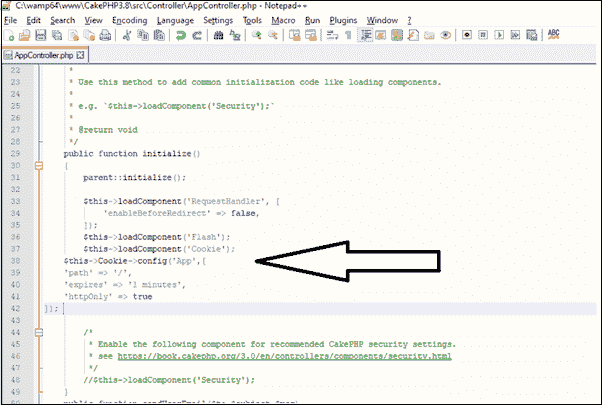 C:\wamp64\www\CakePHP3.8\src\Controller\AppController.php - Notepad++
File Edit Search View Encoding Language Settings Tools Macro Run Plugins Window ?
AppController.php
22 *
23 * Use this method to add common initialization code like loading components.
24 *
25 * e.g. `$this->loadComponent('Security');`
26 *
27 * @return void
28 */
29 public function initialize()
30 {
31 parent::initialize();
32
33 $this->loadComponent('RequestHandler', [
34 'enableBeforeRedirect' => false,
35 ]);
36 $this->loadComponent('Flash');
37 $this->loadComponent('Cookie');
38 $this->Cookie->config('App',[
39 'path' => '/',
40 'expires' => '1 minutes',
41 'httpOnly' => true
42 ]);
43
44 /*
45 * Enable the following component for recommended CakePHP security settings.
46 * see https://book.cakephp.org/3.0/en/controllers/components/security.html
47 */
48 //$this->loadComponent('Security');
49 }